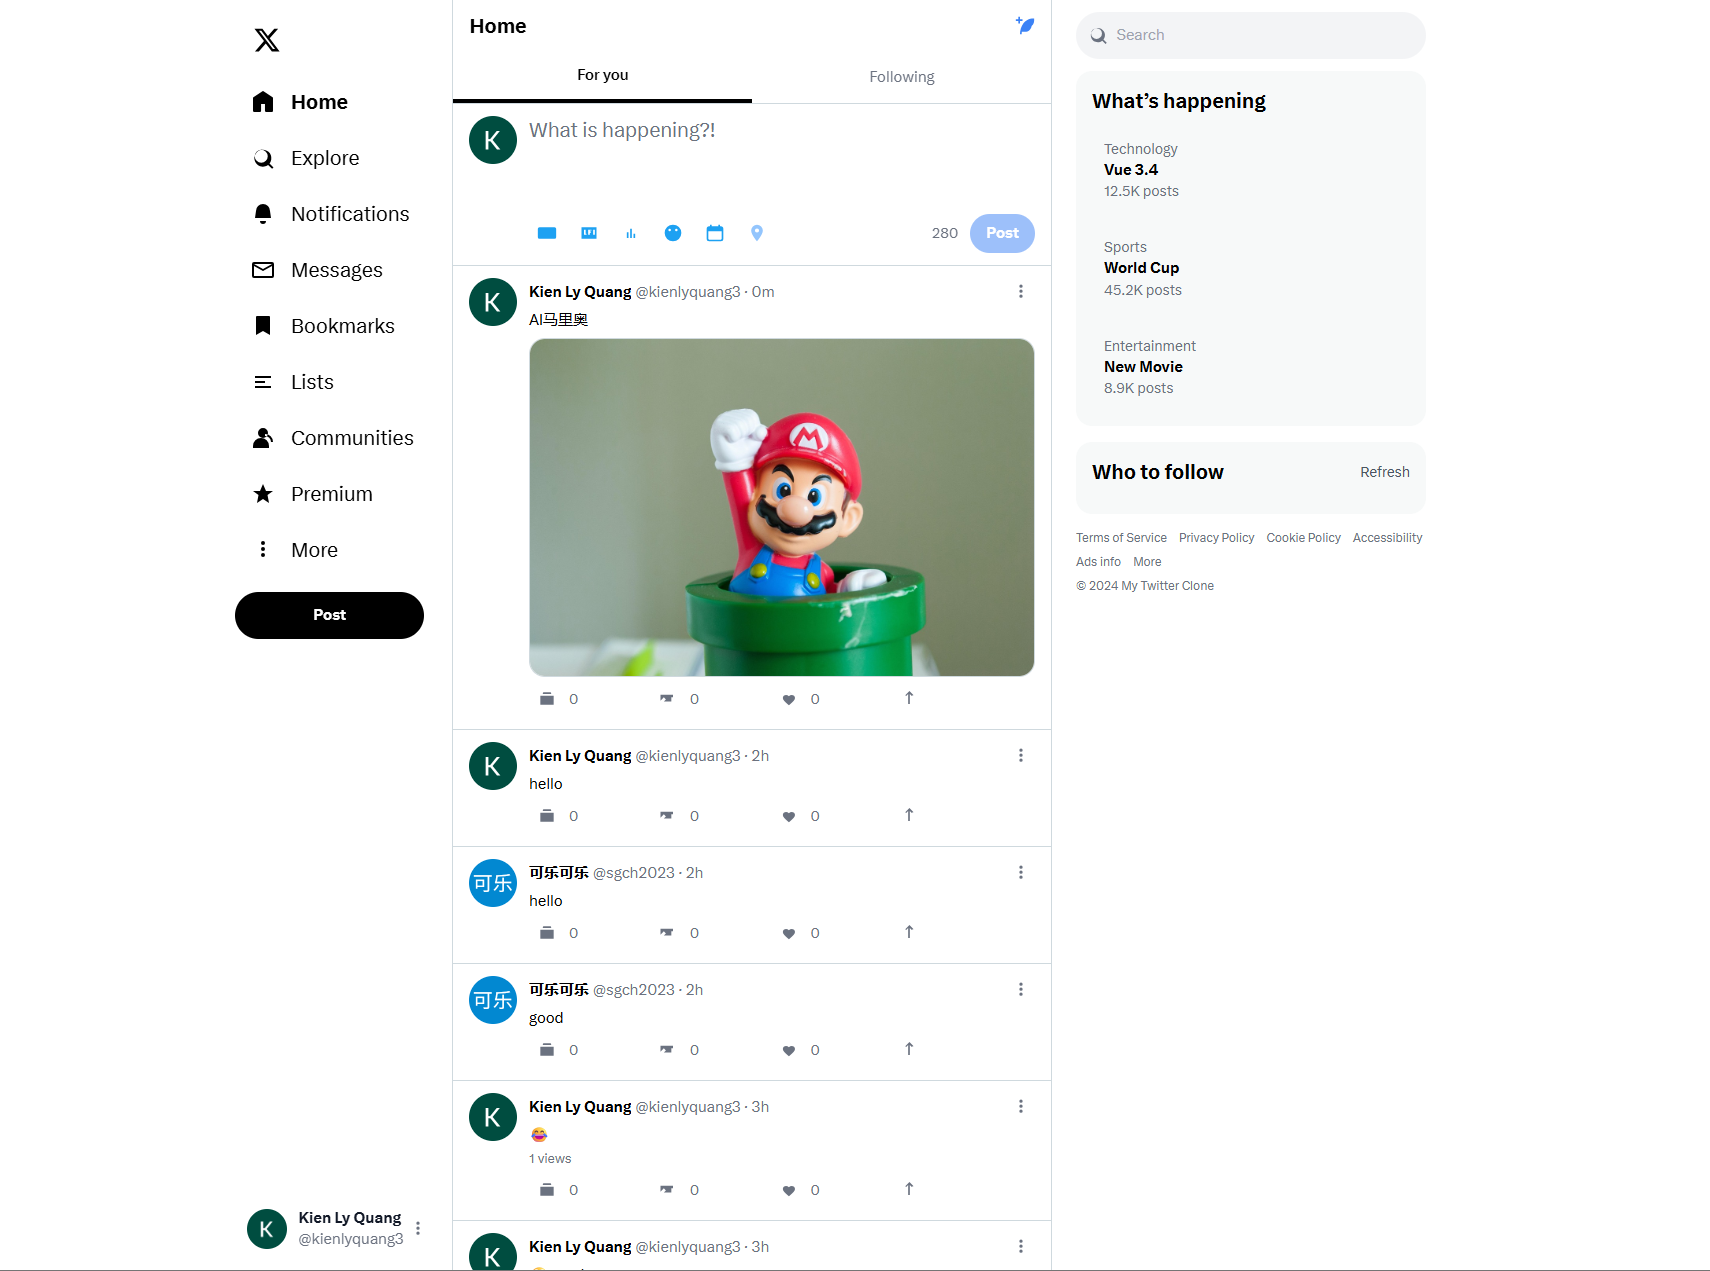 Home
Explore
Notifications
Messages
Bookmarks
Lists
Communities
Premium
More
Post
Kien Ly Quang
@kienlyquang3
Home
For you
Following
K
What is happening?!
GIF
280
Post
K
Kien Ly Quang @kienlyquang3 · 0m
AI马里奥
M
0 0 0
K
Kien Ly Quang @kienlyquang3 · 2h
hello
0 0 0
可乐
可乐可乐 @sgch2023 · 2h
hello
0 0 0
可乐
可乐可乐 @sgch2023 · 2h
good
0 0 0
K
Kien Ly Quang @kienlyquang3 · 3h
😂
1 views
0 0 0
K
Kien Ly Quang @kienlyquang3 · 3h
K
Search
What’s happening
Technology
Vue 3.4
12.5K posts
Sports
World Cup
45.2K posts
Entertainment
New Movie
8.9K posts
Who to follow
Refresh
Terms of Service Privacy Policy Cookie Policy Accessibility
Ads info More
© 2024 My Twitter Clone